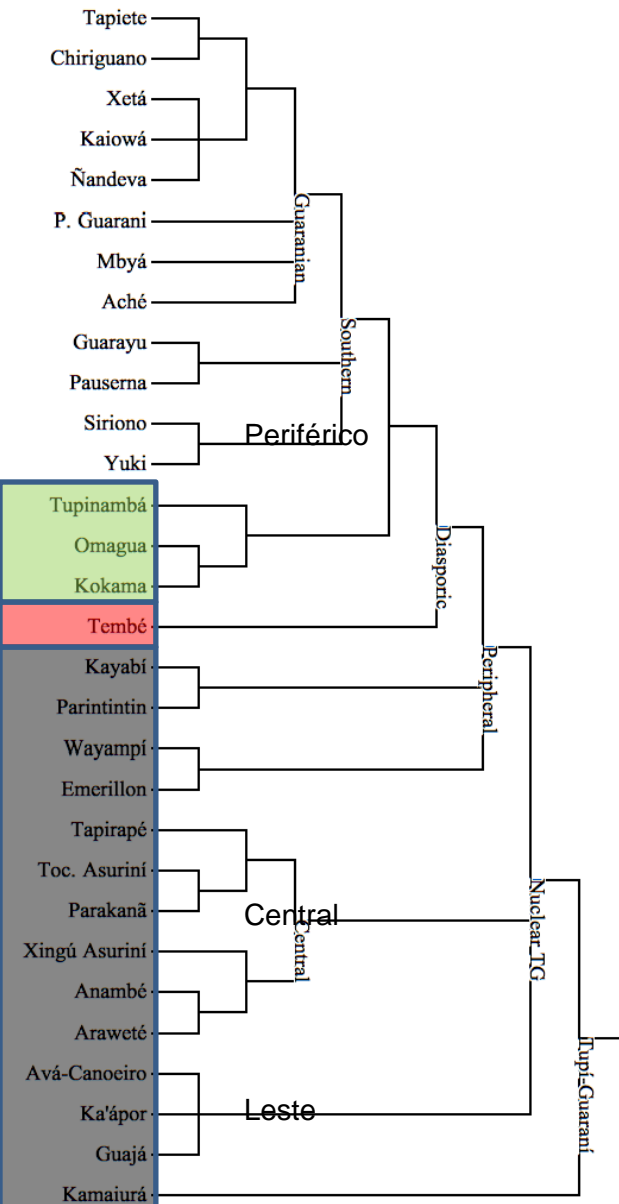 Tapiete
Chiriguano
Xetá
Kaiowá
Ñandeva
P. Guarani
Mbyá
Aché
Guarayu
Pauserna
Siriono
Yuki
Tupinambá
Omagua
Kokama
Tembé
Kayabí
Parintintin
Wayampí
Emerillon
Tapirapé
Toc. Asuriní
Parakanã
Xingú Asuriní
Anambé
Araweté
Avá-Canoeiro
Ka'ápor
Guajá
Kamaiurá
Guaranian
Southern
Periférico
Diasporic
Peripheral
Central
Central
Nuclear_TG
Leste
Tupí-Guaraní